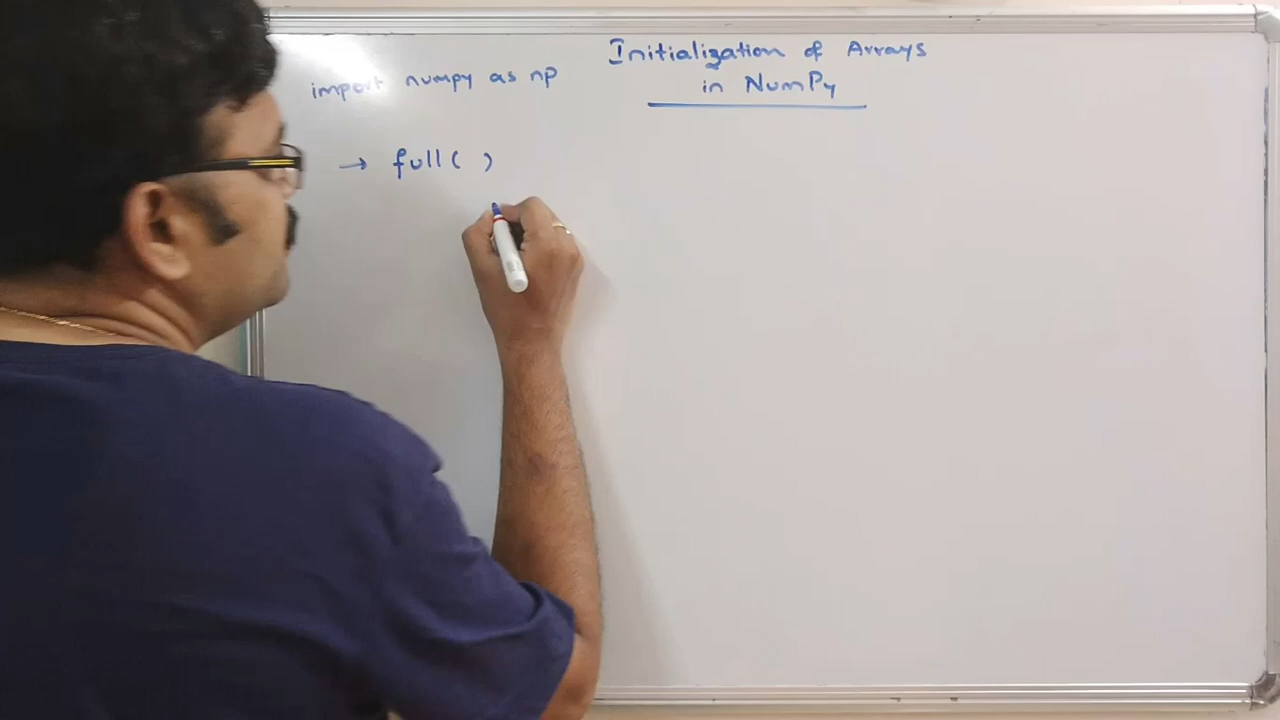 Initialization of Arrays
in NumPy
import numpy as np
→ full( )